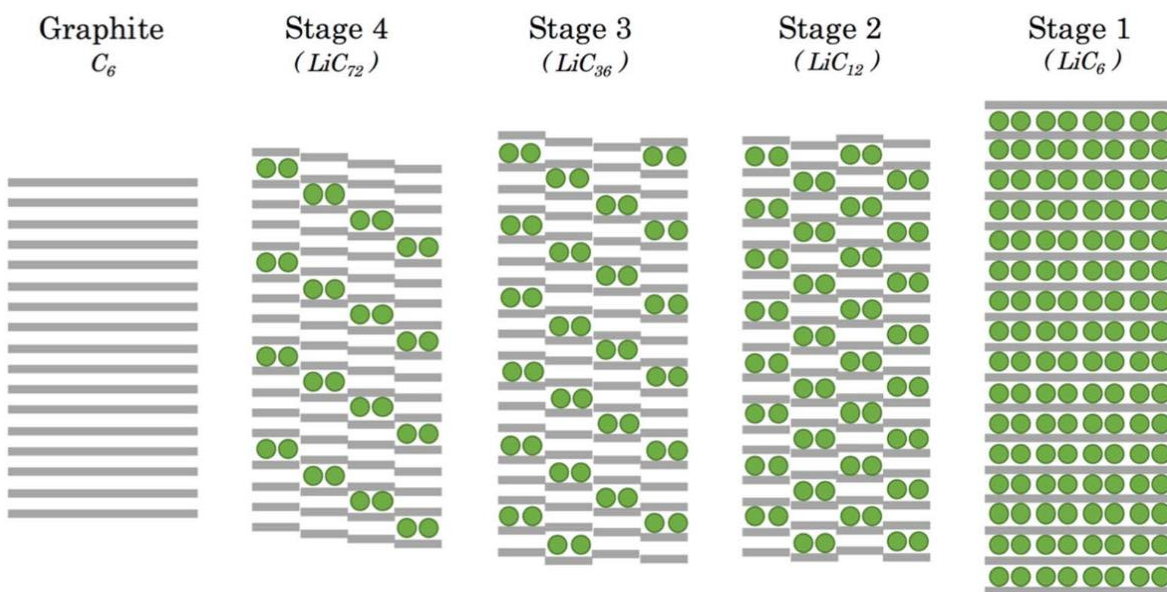 Graphite
C₆
Stage 4
(LiC₇₂)
Stage 3
(LiC₃₆)
Stage 2
(LiC₁₂)
Stage 1
(LiC₆)